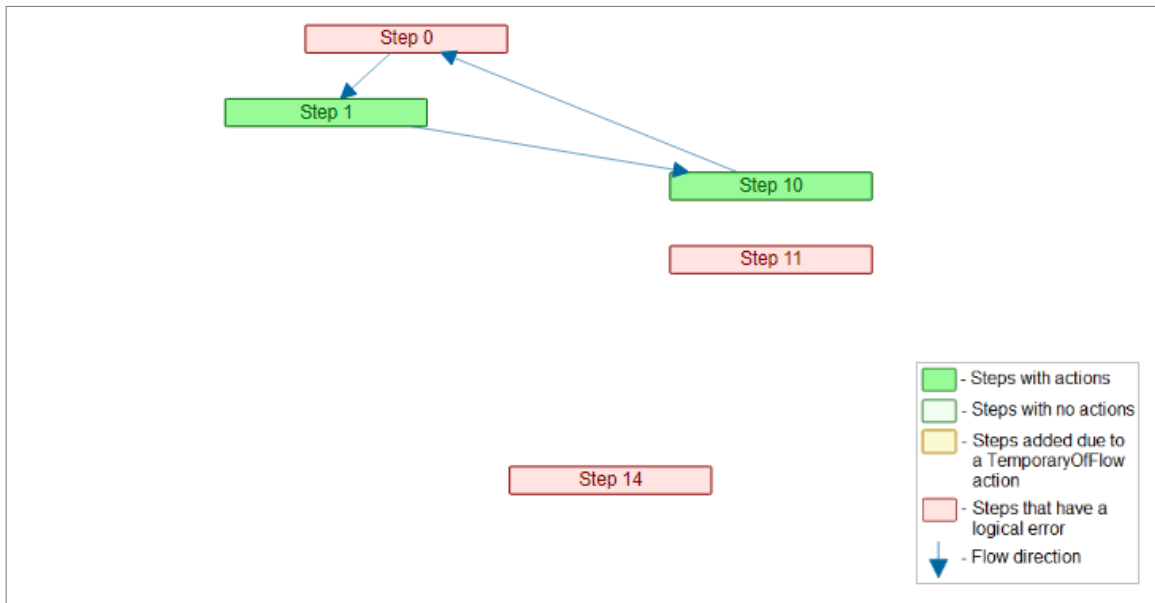 Step 0
Step 1
Step 10
Step 11
Step 14
- Steps with actions
- Steps with no actions
- Steps added due to
a TemporaryOfFlow
action
- Steps that have a
logical error
- Flow direction